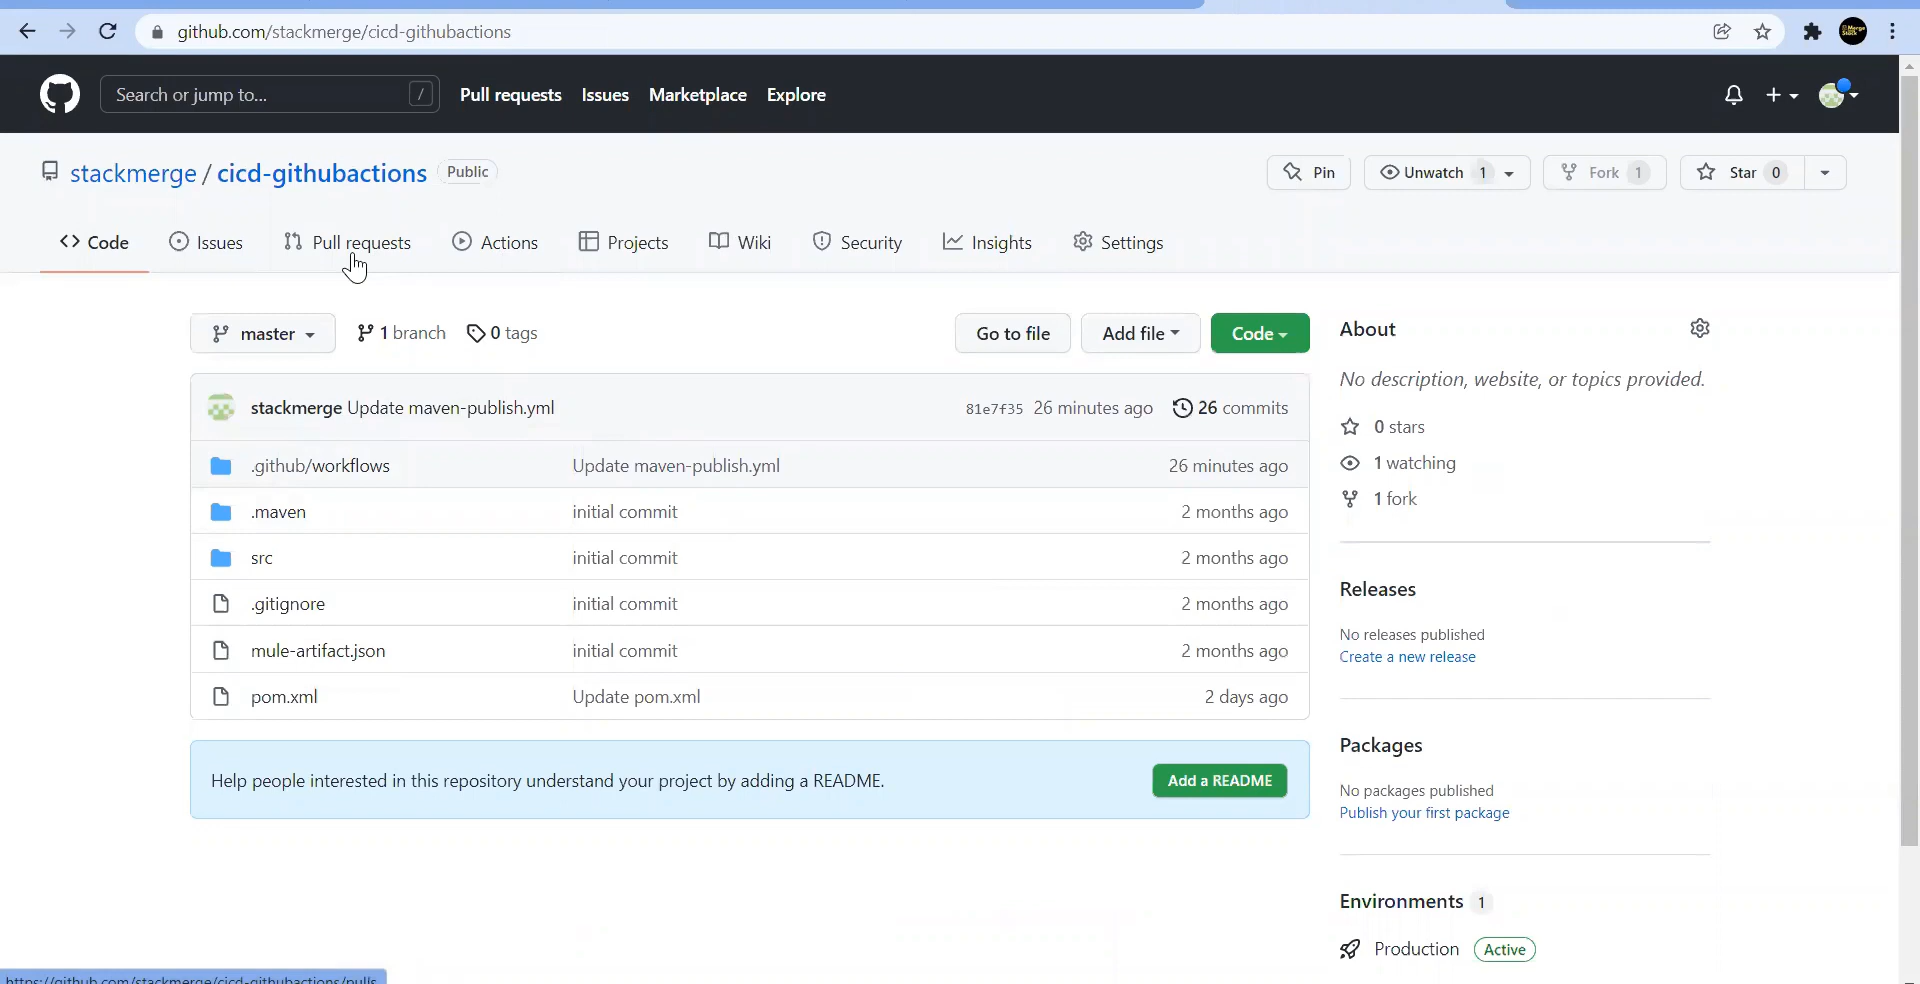 github.com/stackmerge/cicd-githubactions
Search or jump to... /
Pull requests Issues Marketplace Explore
stackmerge / cicd-githubactions Public
Pin Unwatch 1 Fork 1 Star 0
Code Issues Pull requests Actions Projects Wiki Security Insights Settings
master 1 branch 0 tags Go to file Add file Code
stackmerge Update maven-publish.yml 81e7f35 26 minutes ago 26 commits
.github/workflows Update maven-publish.yml 26 minutes ago
.maven initial commit 2 months ago
src initial commit 2 months ago
.gitignore initial commit 2 months ago
mule-artifact.json initial commit 2 months ago
pom.xml Update pom.xml 2 days ago
Help people interested in this repository understand your project by adding a README. Add a README
About
No description, website, or topics provided.
0 stars
1 watching
1 fork
Releases
No releases published
Create a new release
Packages
No packages published
Publish your first package
Environments 1
Production Active
https://github.com/stackmerge/cicd-githubactions/pulls